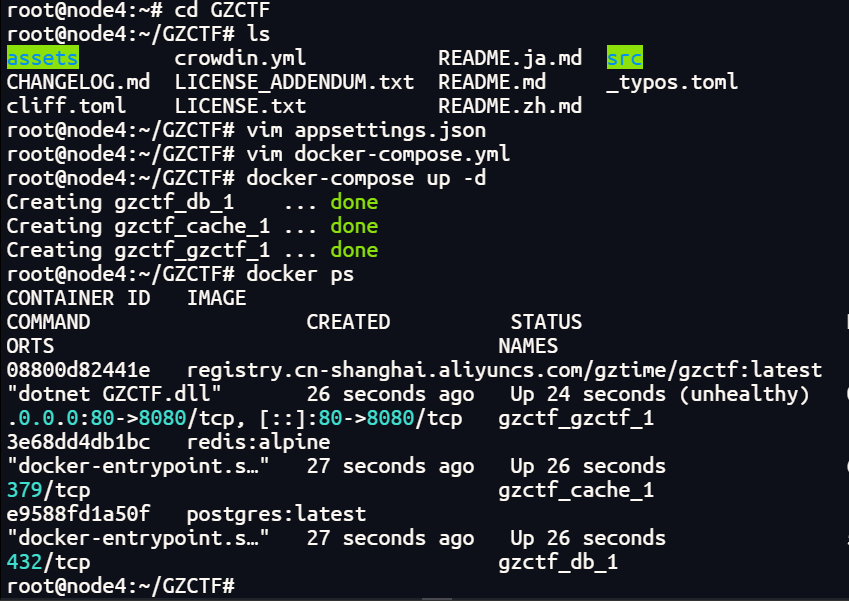 root@node4:~# cd GZCTF
root@node4:~/GZCTF# ls
assets        crowdin.yml           README.ja.md  src
CHANGELOG.md  LICENSE_ADDENDUM.txt  README.md     _typos.toml
cliff.toml    LICENSE.txt           README.zh.md
root@node4:~/GZCTF# vim appsettings.json
root@node4:~/GZCTF# vim docker-compose.yml
root@node4:~/GZCTF# docker-compose up -d
Creating gzctf_db_1    ... done
Creating gzctf_cache_1 ... done
Creating gzctf_gzctf_1 ... done
root@node4:~/GZCTF# docker ps
CONTAINER ID   IMAGE
COMMAND                  CREATED          STATUS
ORTS                                     NAMES
08800d82441e   registry.cn-shanghai.aliyuncs.com/gztime/gzctf:latest
"dotnet GZCTF.dll"       26 seconds ago   Up 24 seconds (unhealthy)
.0.0.0:80->8080/tcp, [::]:80->8080/tcp   gzctf_gzctf_1
3e68dd4db1bc   redis:alpine
"docker-entrypoint.s…"   27 seconds ago   Up 26 seconds
379/tcp                                  gzctf_cache_1
e9588fd1a50f   postgres:latest
"docker-entrypoint.s…"   27 seconds ago   Up 26 seconds
432/tcp                                  gzctf_db_1
root@node4:~/GZCTF#